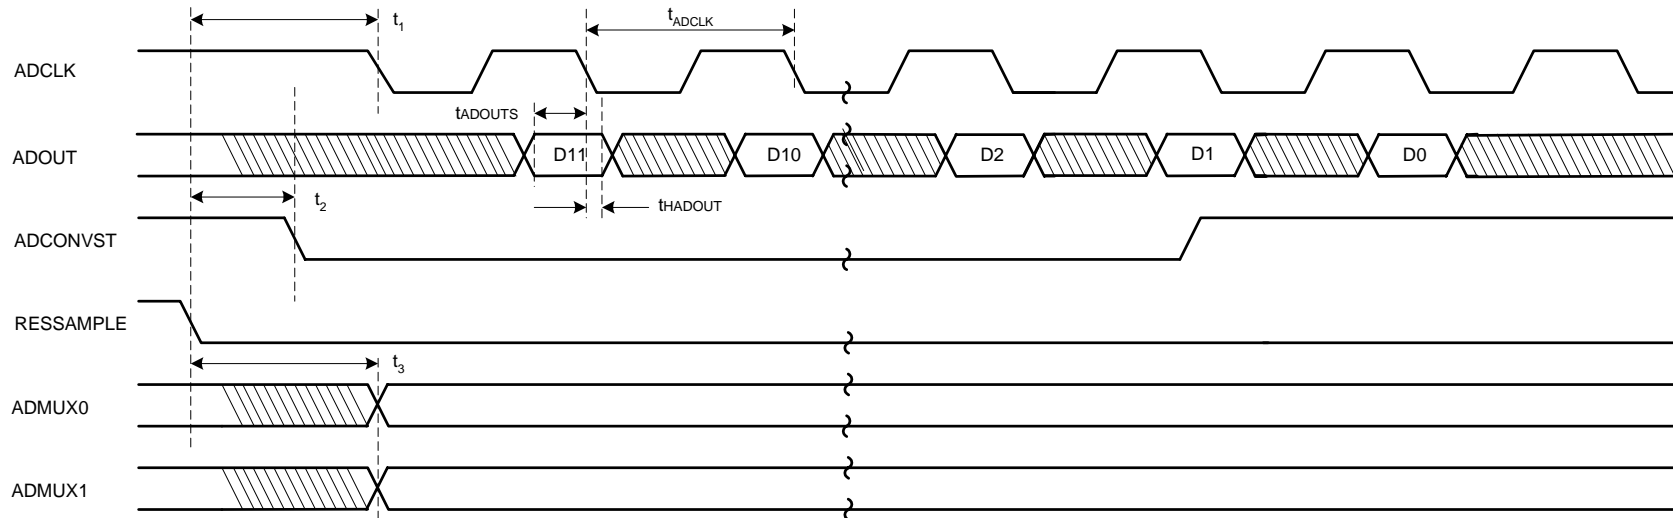 t1
tADCLK
ADCLK
tADOUTS
ADOUT
D11
D10
D2
D1
D0
t2
tHADOUT
ADCONVST
RESSAMPLE
t3
ADMUX0
ADMUX1